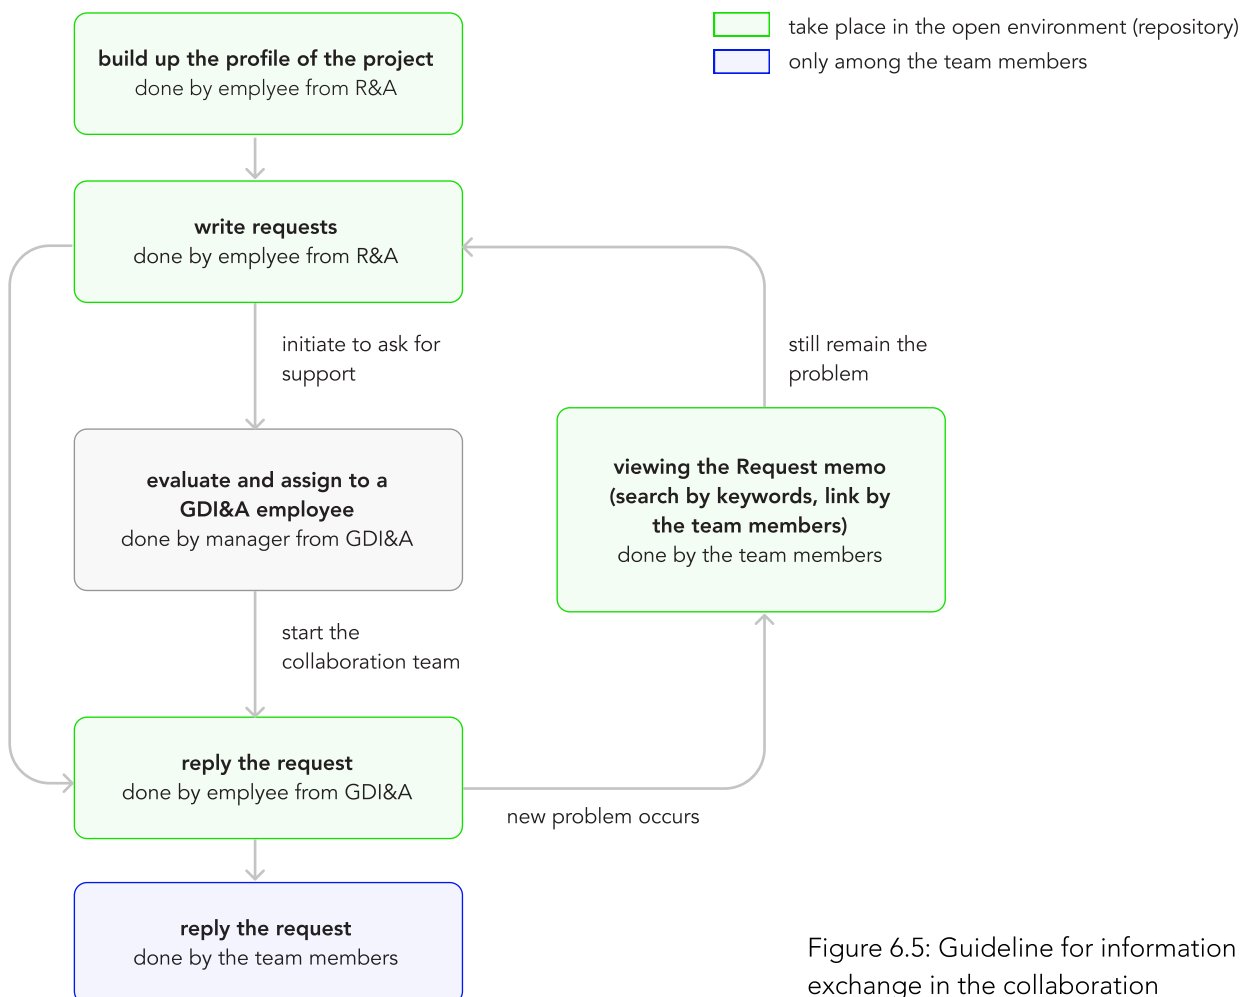 build up the profile of the project
done by emplyee from R&A
take place in the open environment (repository)
only among the team members
write requests
done by emplyee from R&A
initiate to ask for
support
still remain the
problem
evaluate and assign to a
GDI&A employee
done by manager from GDI&A
viewing the Request memo
(search by keywords, link by
the team members)
done by the team members
start the
collaboration team
reply the request
done by emplyee from GDI&A
new problem occurs
reply the request
done by the team members
Figure 6.5: Guideline for information
exchange in the collaboration